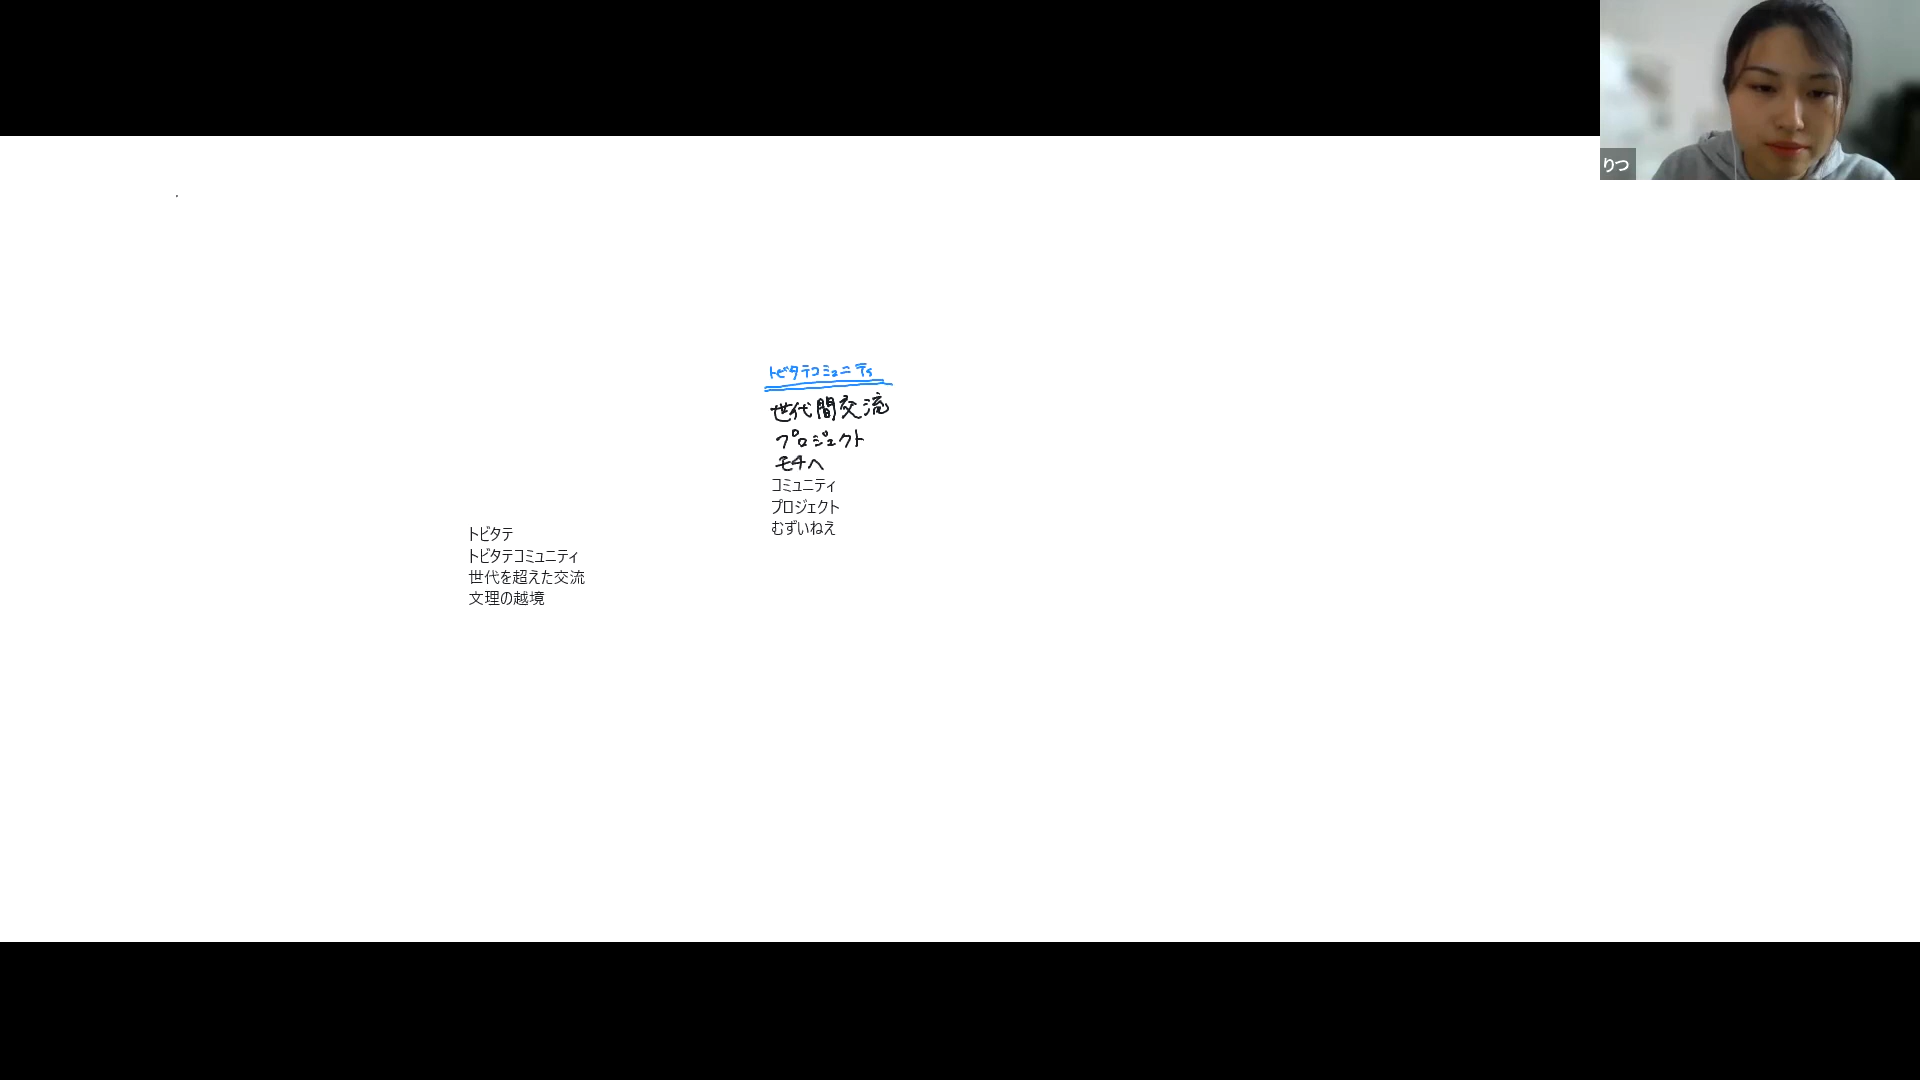 りつ
トビタテコミュニティ
世代間交流
プロジェクト
モチベ
コミュニティ
プロジェクト
むずいねえ
トビタテ
トビタテコミュニティ
世代を超えた交流
文理の越境